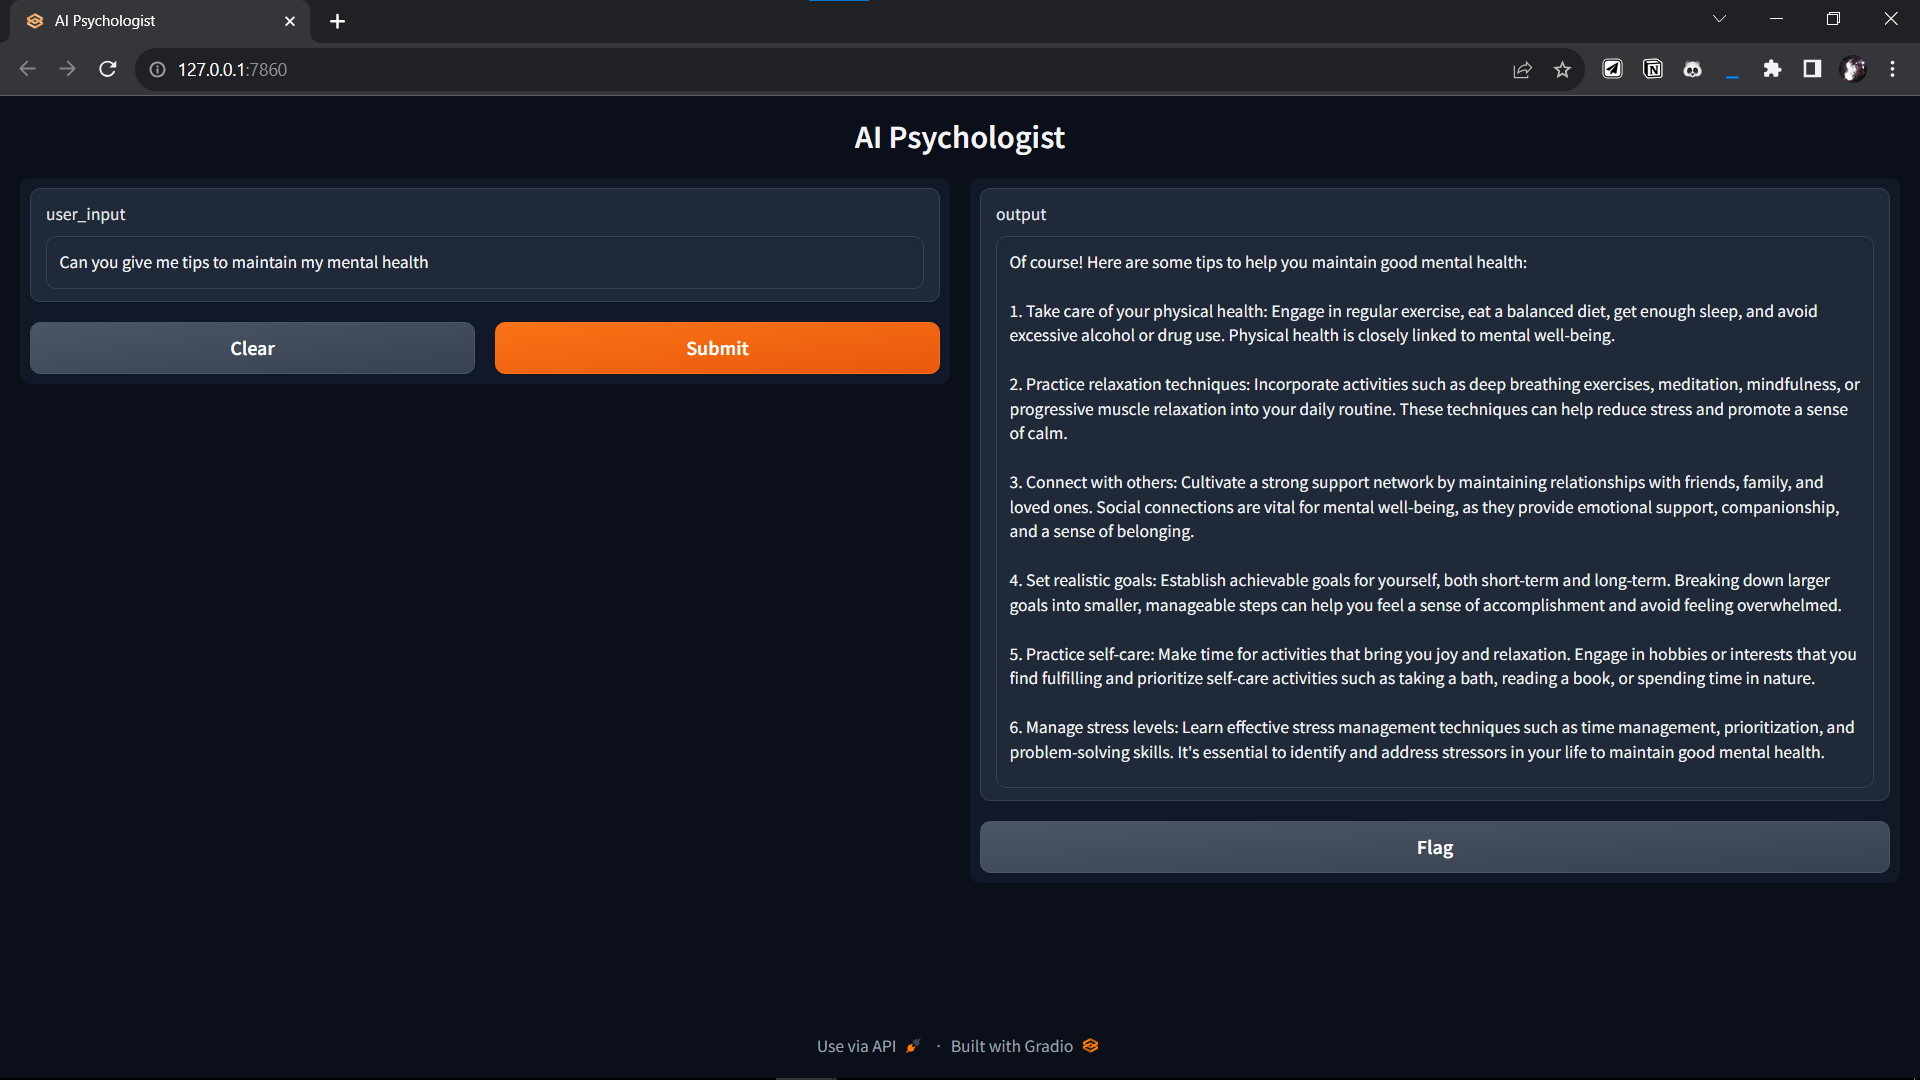 AI Psychologist
127.0.0.1:7860
AI Psychologist
user_input
Can you give me tips to maintain my mental health
Clear
Submit
output
Of course! Here are some tips to help you maintain good mental health:
1. Take care of your physical health: Engage in regular exercise, eat a balanced diet, get enough sleep, and avoid
excessive alcohol or drug use. Physical health is closely linked to mental well-being.
2. Practice relaxation techniques: Incorporate activities such as deep breathing exercises, meditation, mindfulness, or
progressive muscle relaxation into your daily routine. These techniques can help reduce stress and promote a sense
of calm.
3. Connect with others: Cultivate a strong support network by maintaining relationships with friends, family, and
loved ones. Social connections are vital for mental well-being, as they provide emotional support, companionship,
and a sense of belonging.
4. Set realistic goals: Establish achievable goals for yourself, both short-term and long-term. Breaking down larger
goals into smaller, manageable steps can help you feel a sense of accomplishment and avoid feeling overwhelmed.
5. Practice self-care: Make time for activities that bring you joy and relaxation. Engage in hobbies or interests that you
find fulfilling and prioritize self-care activities such as taking a bath, reading a book, or spending time in nature.
6. Manage stress levels: Learn effective stress management techniques such as time management, prioritization, and
problem-solving skills. It's essential to identify and address stressors in your life to maintain good mental health.
Flag
Use via API · Built with Gradio